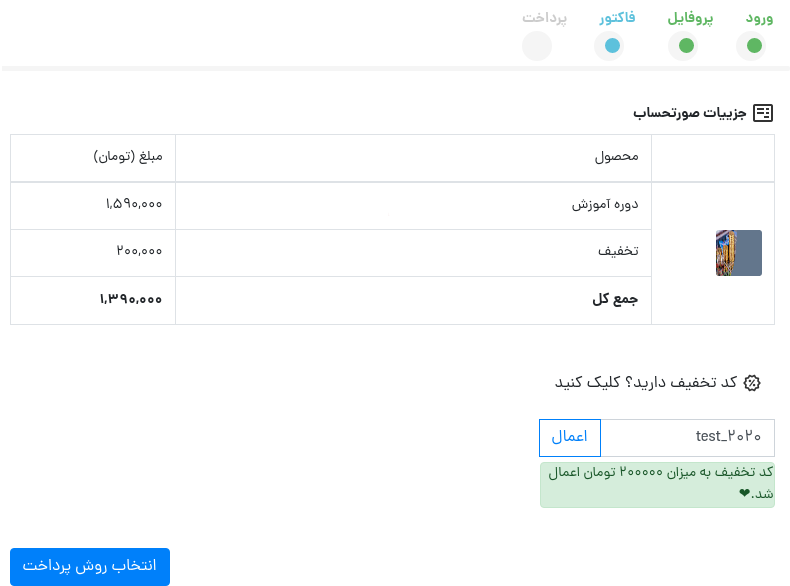 ورود پروفایل فاکتور پرداخت
جزییات صورتحساب
محصول مبلغ (تومان)
دوره آموزش ۱,۵۹۰,۰۰۰
تخفیف ۲۰۰,۰۰۰
جمع کل ۱,۳۹۰,۰۰۰
کد تخفیف دارید؟ کلیک کنید
test_۲۰۲۰ اعمال
کد تخفیف به میزان ۲۰۰۰۰۰ تومان اعمال
شد.❤
انتخاب روش پرداخت